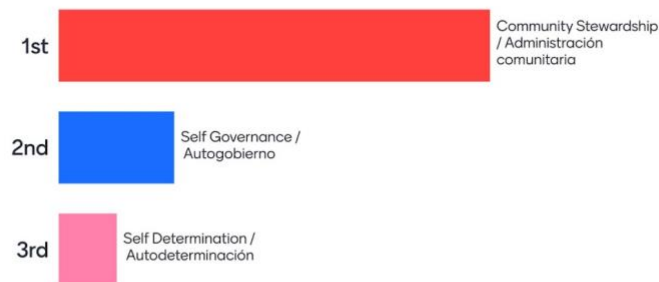 1st
Community Stewardship
/ Administración
comunitaria
2nd
Self Governance /
Autogobierno
3rd
Self Determination /
Autodeterminación